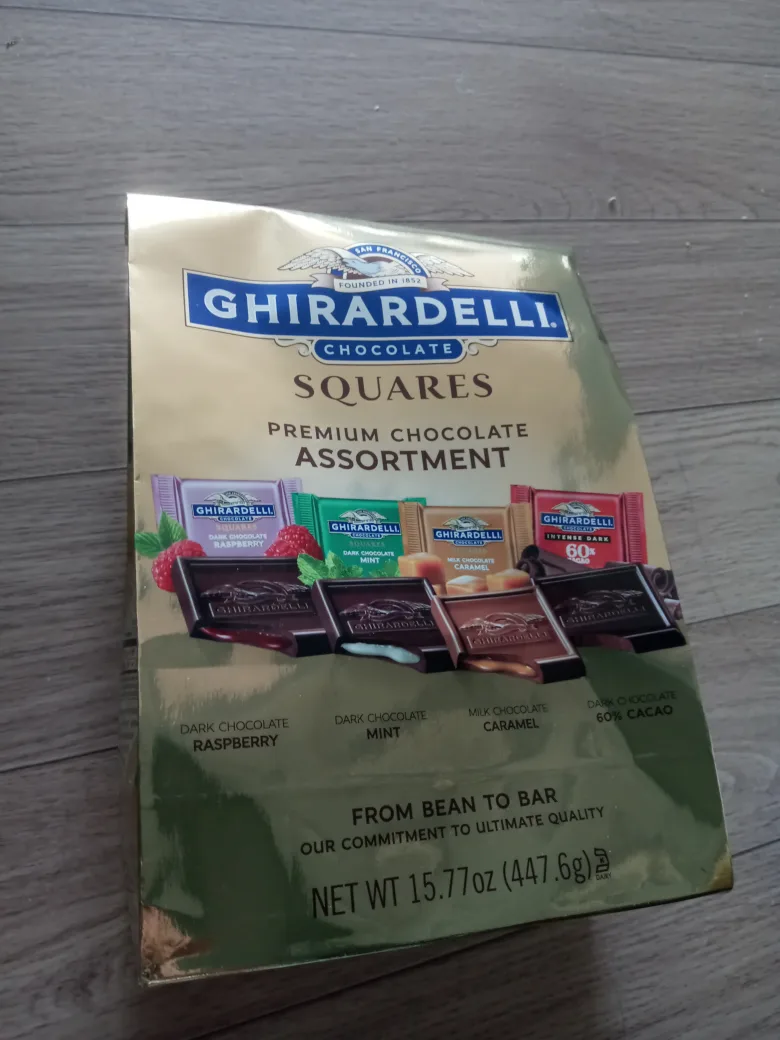 SAN FRANCISCO
FOUNDED IN 1852
GHIRARDELLI®
CHOCOLATE
SQUARES
PREMIUM CHOCOLATE
ASSORTMENT
GHIRARDELLI
CHOCOLATE
SQUARES
DARK CHOCOLATE
RASPBERRY
GHIRARDELLI
CHOCOLATE
SQUARES
DARK CHOCOLATE
MINT
GHIRARDELLI
CHOCOLATE
MILK CHOCOLATE
CARAMEL
GHIRARDELLI
CHOCOLATE
INTENSE DARK
60%
CACAO
GHIRARDELLI
GHIRARDELLI
GHIRARDELLI
GHIRARDELLI
DARK CHOCOLATE
RASPBERRY
DARK CHOCOLATE
MINT
MILK CHOCOLATE
CARAMEL
DARK CHOCOLATE
60% CACAO
FROM BEAN TO BAR
OUR COMMITMENT TO ULTIMATE QUALITY
NET WT 15.77oz (447.6g)
DAIRY